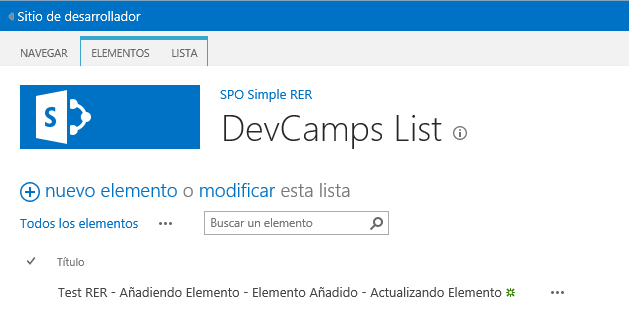 Sitio de desarrollador
NAVEGAR ELEMENTOS LISTA
S
SPO Simple RER
DevCamps List
nuevo elemento o modificar esta lista
Todos los elementos ••• Buscar un elemento
Título
Test RER - Añadiendo Elemento - Elemento Añadido - Actualizando Elemento •••